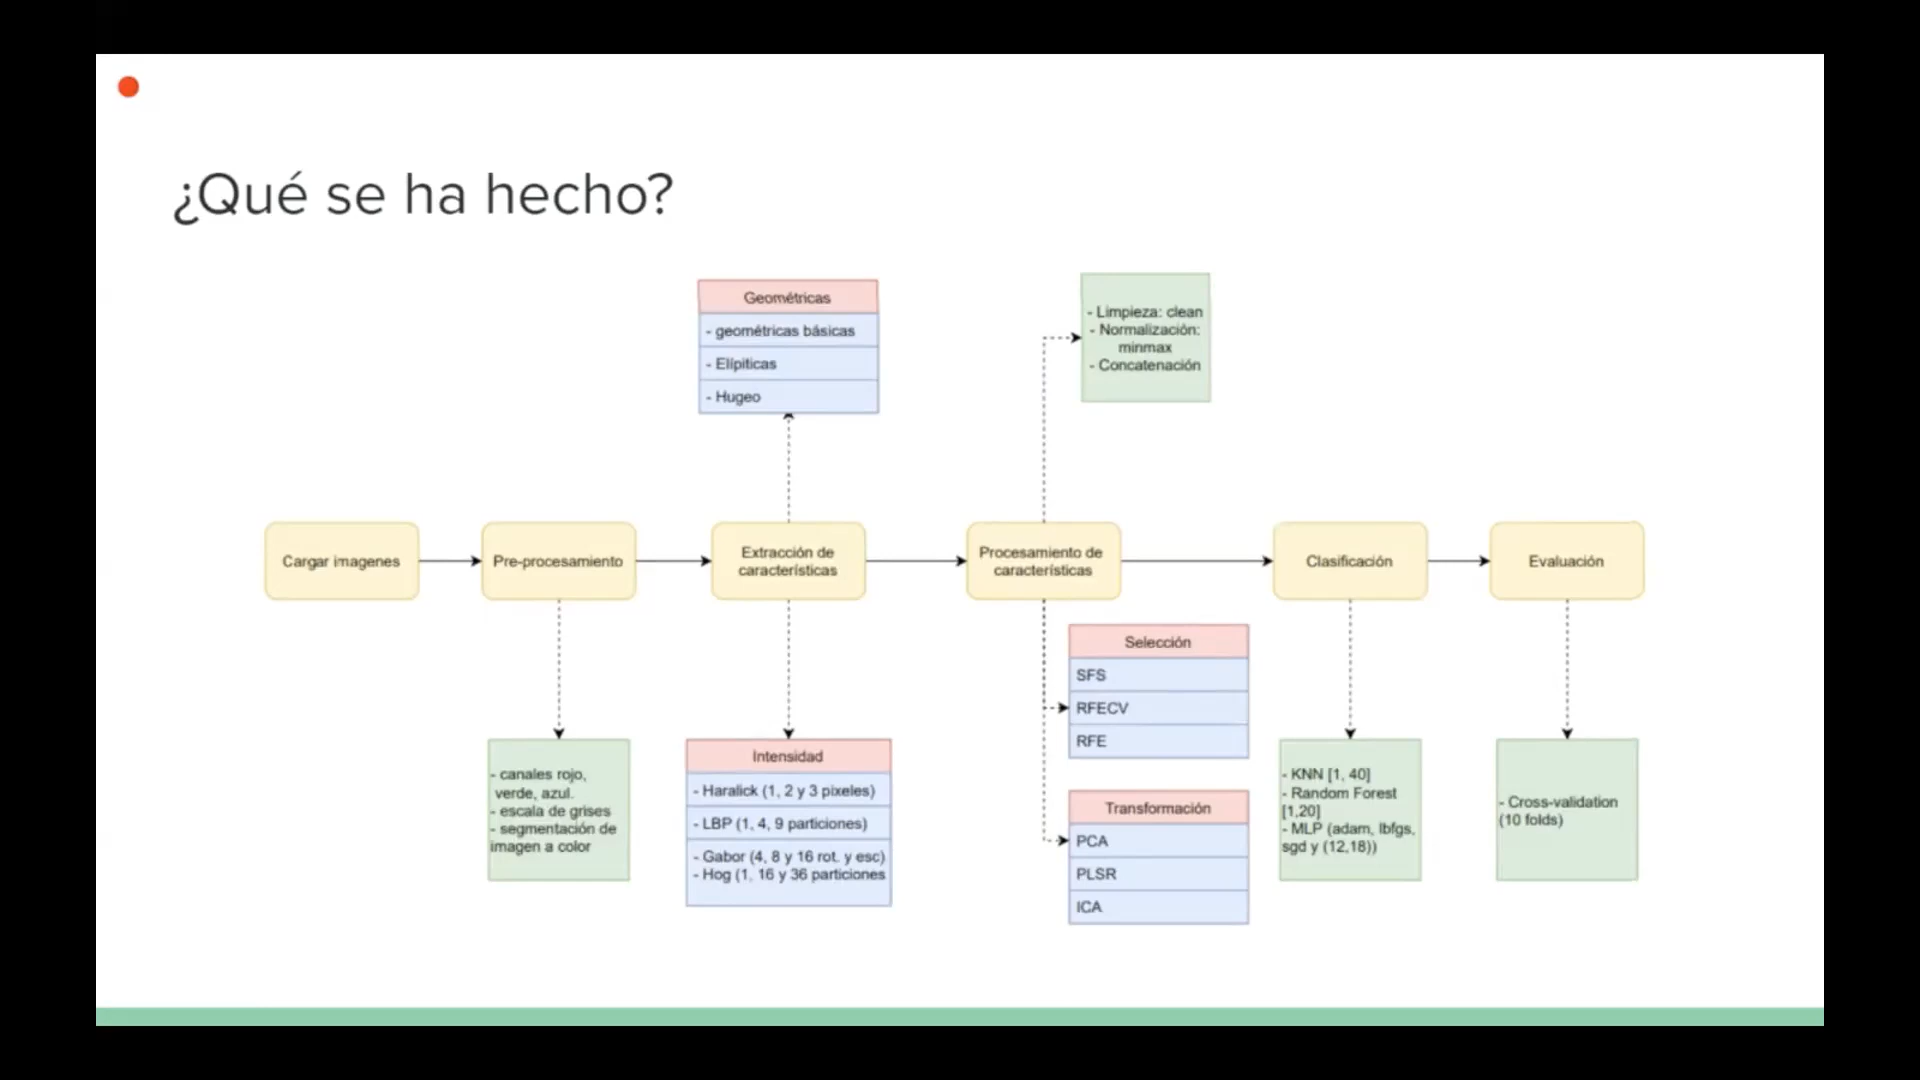 ¿Qué se ha hecho?
Geométricas
- geométricas básicas
- Elípiticas
- Hugeo
- Limpieza: clean
- Normalización:
minmax
- Concatenación
Cargar imagenes
Pre-procesamiento
Extracción de
características
Procesamiento de
características
Clasificación
Evaluación
- canales rojo,
verde, azul.
- escala de grises
- segmentación de
imagen a color
Intensidad
- Haralick (1, 2 y 3 pixeles)
- LBP (1, 4, 9 particiones)
- Gabor (4, 8 y 16 rot. y esc)
- Hog (1, 16 y 36 particiones
Selección
SFS
RFECV
RFE
Transformación
PCA
PLSR
ICA
- KNN [1, 40]
- Random Forest
[1,20]
- MLP (adam, lbfgs,
sgd y (12,18))
- Cross-validation
(10 folds)